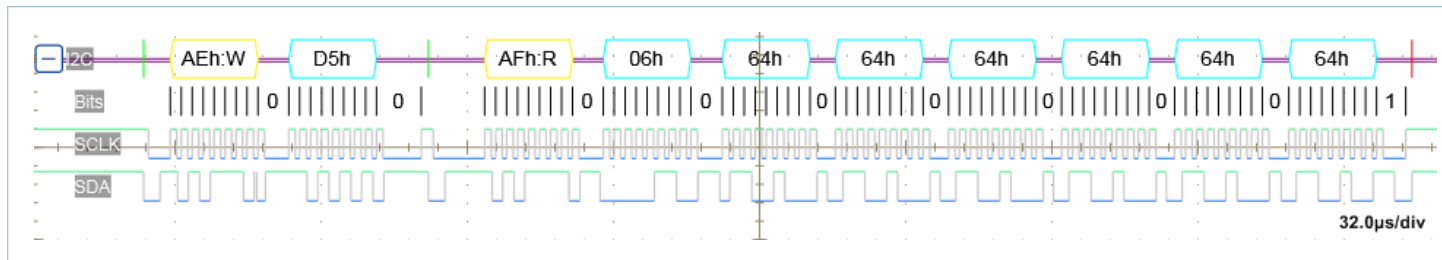 I2C AEh:W D5h AFh:R 06h 64h 64h 64h 64h 64h 64h
Bits 0 0 0 0 0 0 0 0 0 1
SCLK
SDA
32.0µs/div